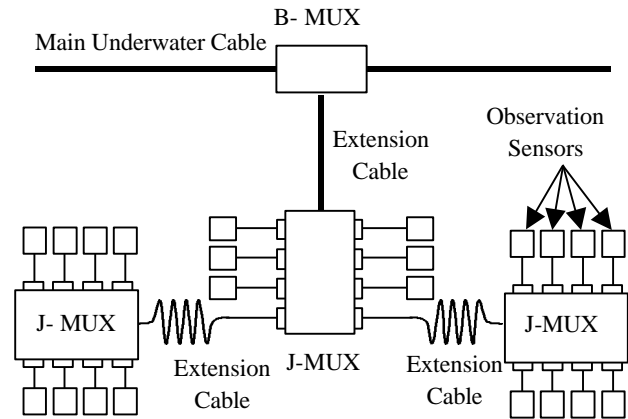 B- MUX
Main Underwater Cable
Extension
Cable
Observation
Sensors
J- MUX
J-MUX
Extension
Cable
J-MUX
Extension
Cable